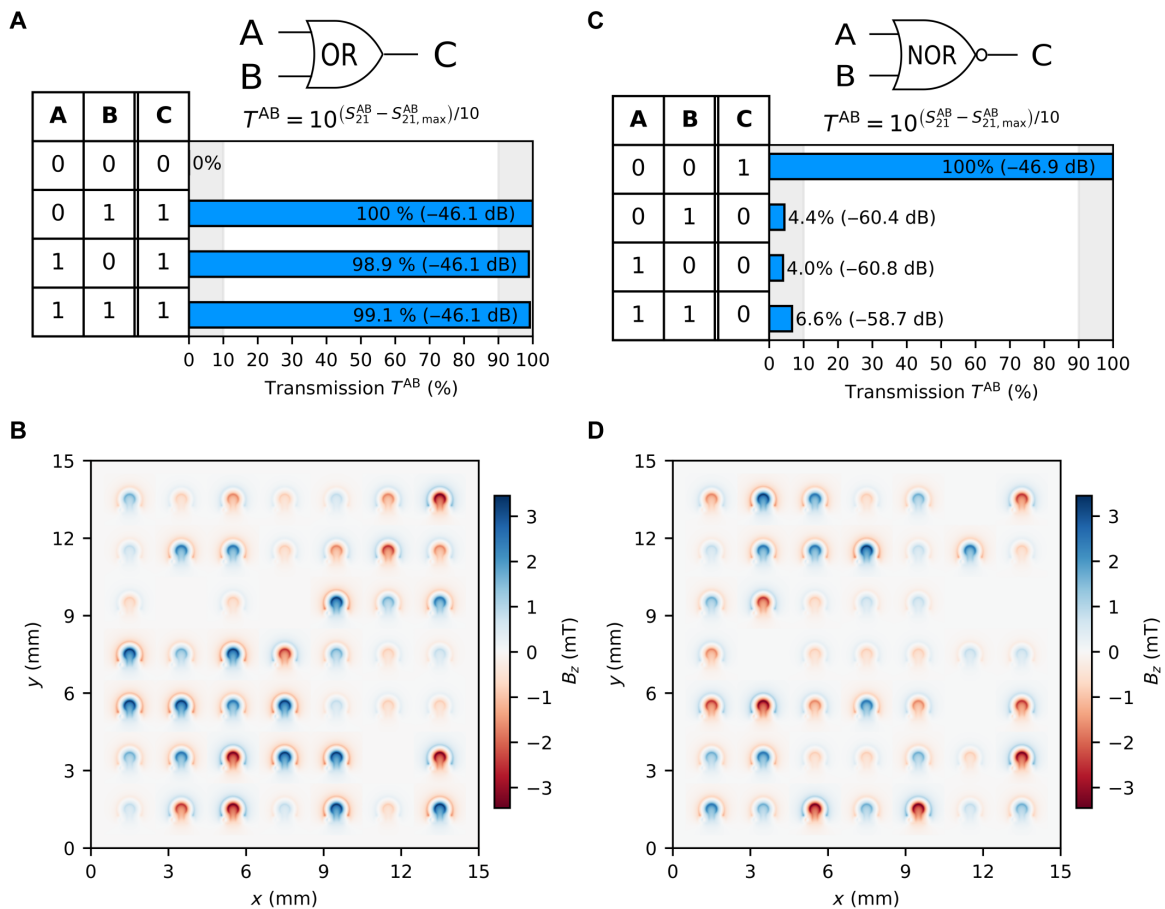 A
A
B
OR
C
T^AB = 10^(S_21^AB − S_21,max^AB)/10
A B C
0 0 0 0%
0 1 1 100 % (−46.1 dB)
1 0 1 98.9 % (−46.1 dB)
1 1 1 99.1 % (−46.1 dB)
0 10 20 30 40 50 60 70 80 90 100
Transmission T^AB (%)
C
A
B
NOR
C
T^AB = 10^(S_21^AB − S_21,max^AB)/10
A B C
0 0 1 100% (−46.9 dB)
0 1 0 4.4% (−60.4 dB)
1 0 0 4.0% (−60.8 dB)
1 1 0 6.6% (−58.7 dB)
0 10 20 30 40 50 60 70 80 90 100
Transmission T^AB (%)
B
15
12
9
6
3
0
y (mm)
0 3 6 9 12 15
x (mm)
3
2
1
0
−1
−2
−3
B_z (mT)
D
15
12
9
6
3
0
y (mm)
0 3 6 9 12 15
x (mm)
3
2
1
0
−1
−2
−3
B_z (mT)